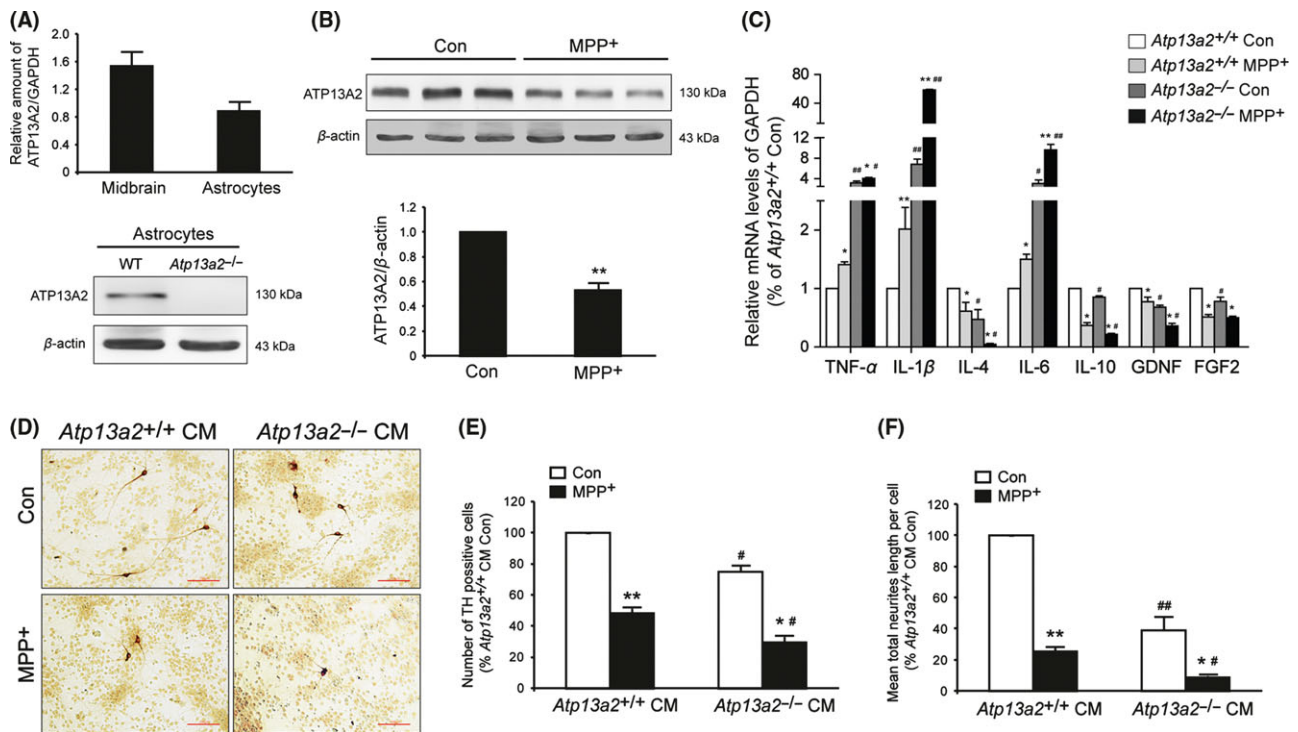 (A)
Relative amount of
ATP13A2/GAPDH
2.0
1.6
1.2
0.8
0.4
0
Midbrain Astrocytes
Astrocytes
WT Atp13a2–/–
ATP13A2 130 kDa
β-actin 43 kDa
(B)
Con MPP+
ATP13A2 130 kDa
β-actin 43 kDa
ATP13A2/β-actin
1.2
1.0
0.8
0.6
0.4
0.2
0
**
Con MPP+
(C)
Relative mRNA levels of GAPDH
(% of Atp13a2+/+ Con)
80
60
40
12
8
4
2
1
0
Atp13a2+/+ Con
Atp13a2+/+ MPP+
Atp13a2–/– Con
Atp13a2–/– MPP+
* ## * #
** ## ** ##
* # * #
* # ** ##
* # * #
* # * #
* # *
TNF-α IL-1β IL-4 IL-6 IL-10 GDNF FGF2
(D)
Atp13a2+/+ CM Atp13a2–/– CM
Con
MPP+
(E)
Con
MPP+
Number of TH possitive cells
(% Atp13a2+/+ CM Con)
120
100
80
60
40
20
0
** # * #
Atp13a2+/+ CM Atp13a2–/– CM
(F)
Con
MPP+
Mean total neurites length per cell
(% Atp13a2+/+ CM Con)
120
100
80
60
40
20
0
** ## * #
Atp13a2+/+ CM Atp13a2–/– CM